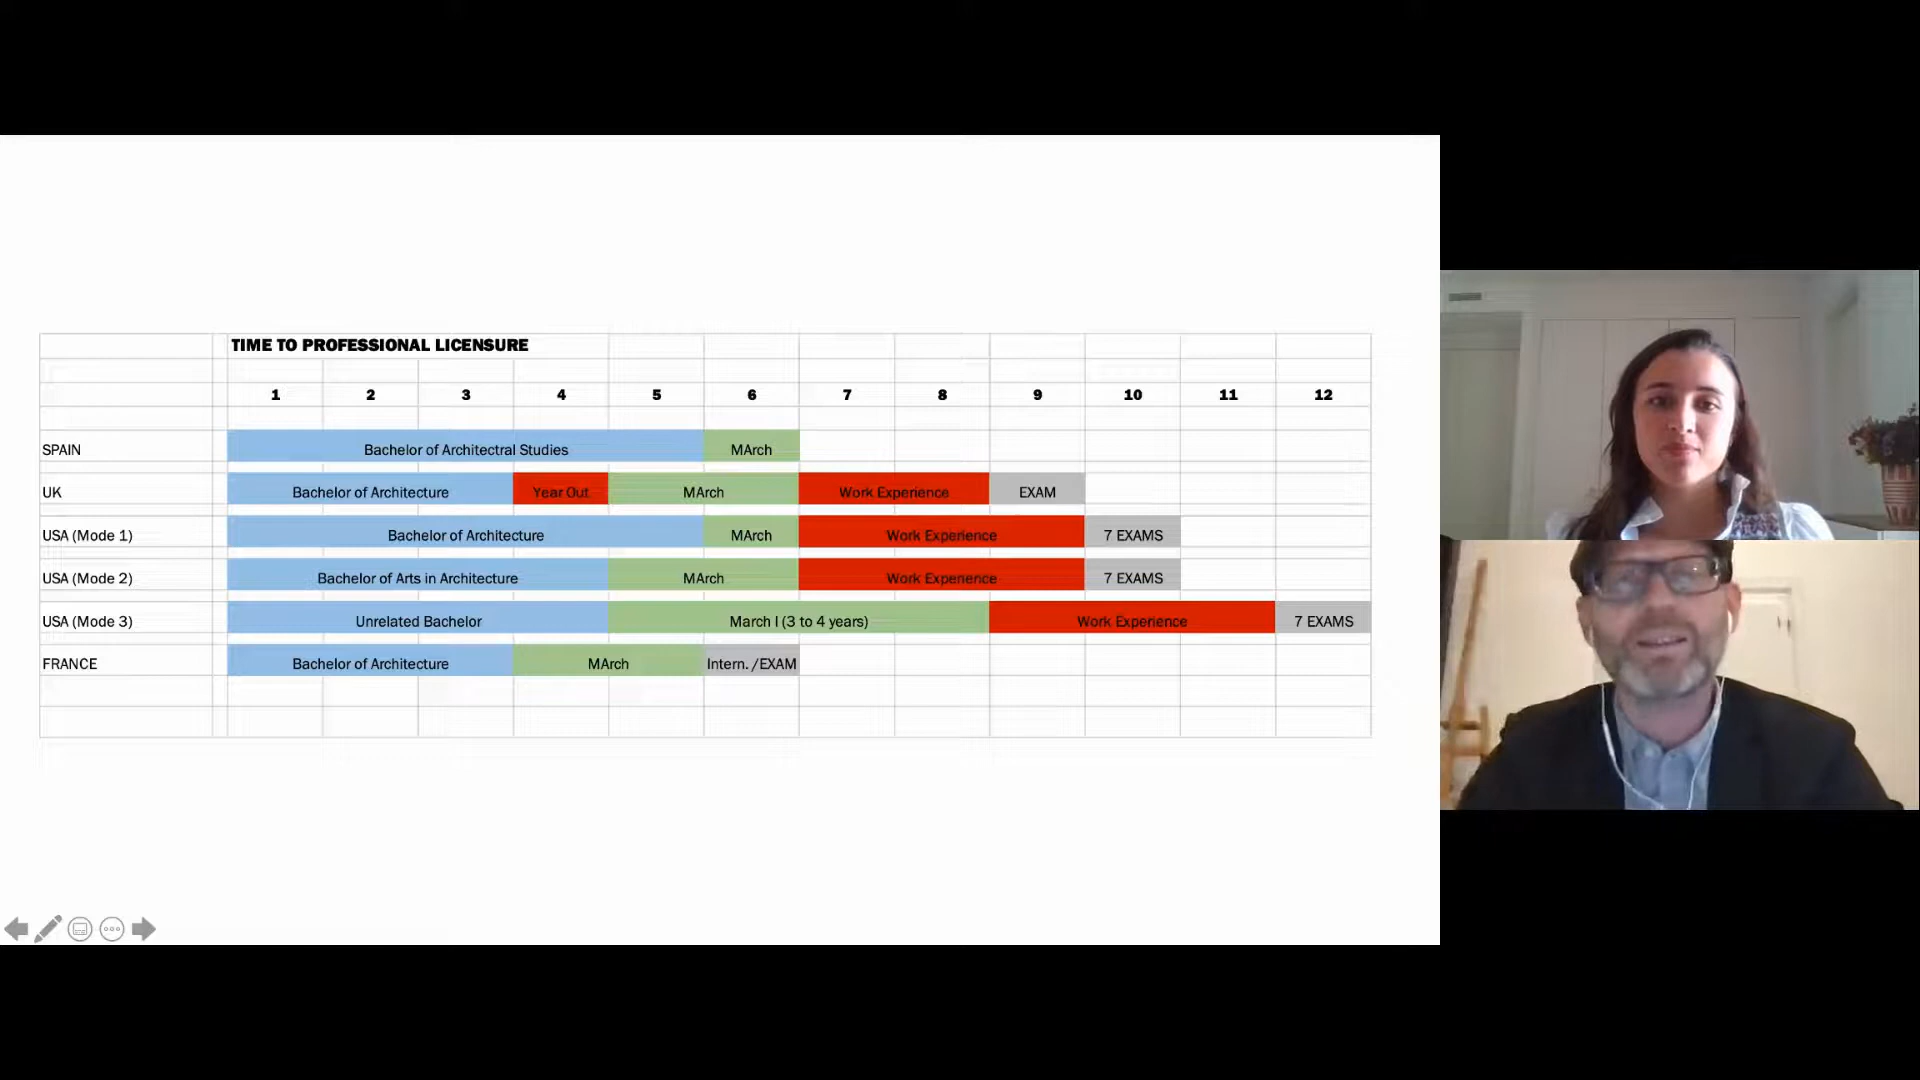 TIME TO PROFESSIONAL LICENSURE
1 2 3 4 5 6 7 8 9 10 11 12
SPAIN Bachelor of Architectral Studies MArch
UK Bachelor of Architecture Year Out MArch Work Experience EXAM
USA (Mode 1) Bachelor of Architecture MArch Work Experience 7 EXAMS
USA (Mode 2) Bachelor of Arts in Architecture MArch Work Experience 7 EXAMS
USA (Mode 3) Unrelated Bachelor March I (3 to 4 years) Work Experience 7 EXAMS
FRANCE Bachelor of Architecture MArch Intern. /EXAM